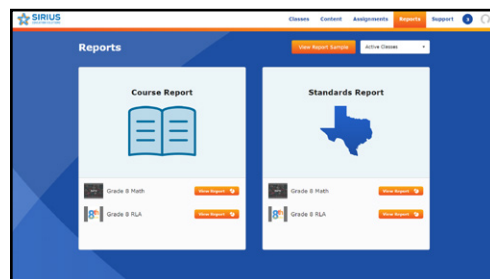 SIRIUS
Classes Content Assignments Reports Support 3
Reports
View Report Sample
Active Classes
Course Report
Standards Report
Grade 8 Math View Report
Grade 8 RLA View Report
Grade 8 Math View Report
Grade 8 RLA View Report